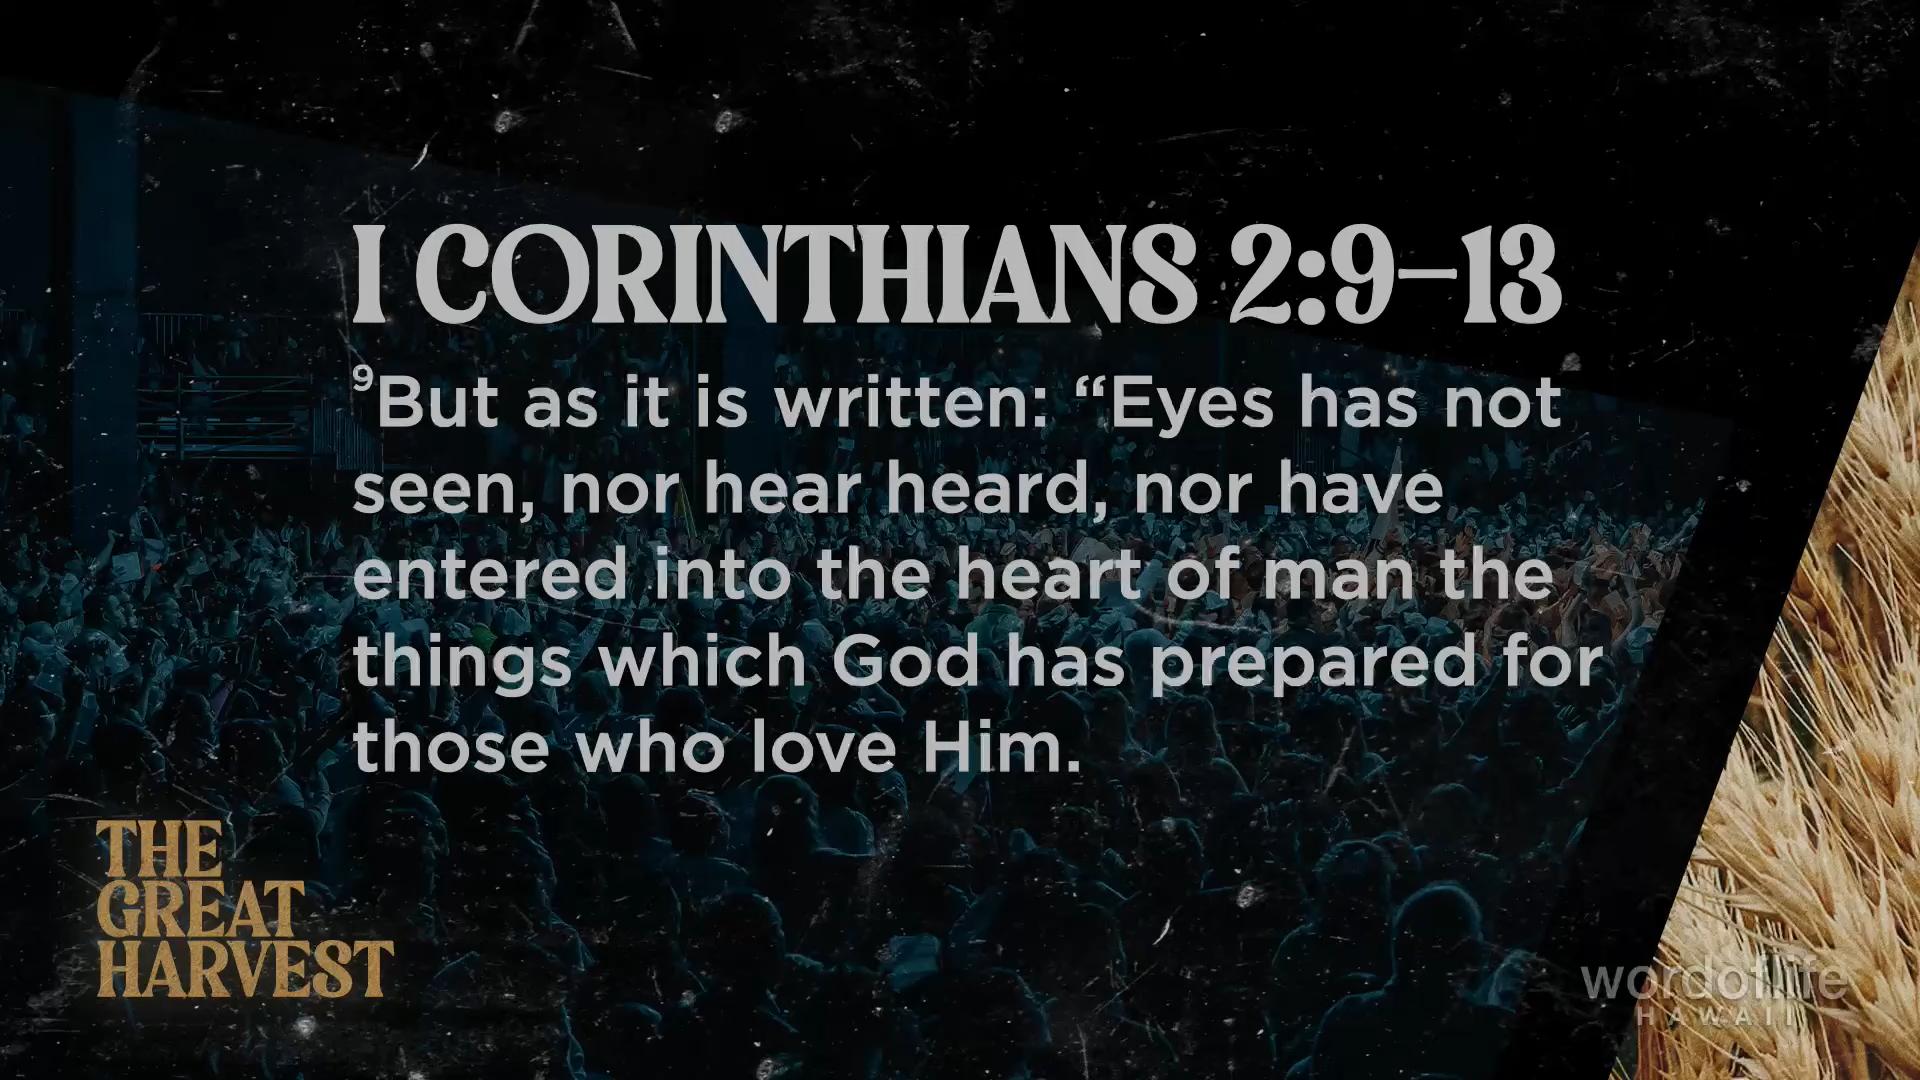 I CORINTHIANS 2:9–13
⁹But as it is written: “Eyes has not
seen, nor hear heard, nor have
entered into the heart of man the
things which God has prepared for
those who love Him.
THE
GREAT
HARVEST
wordoflife
HAWAII